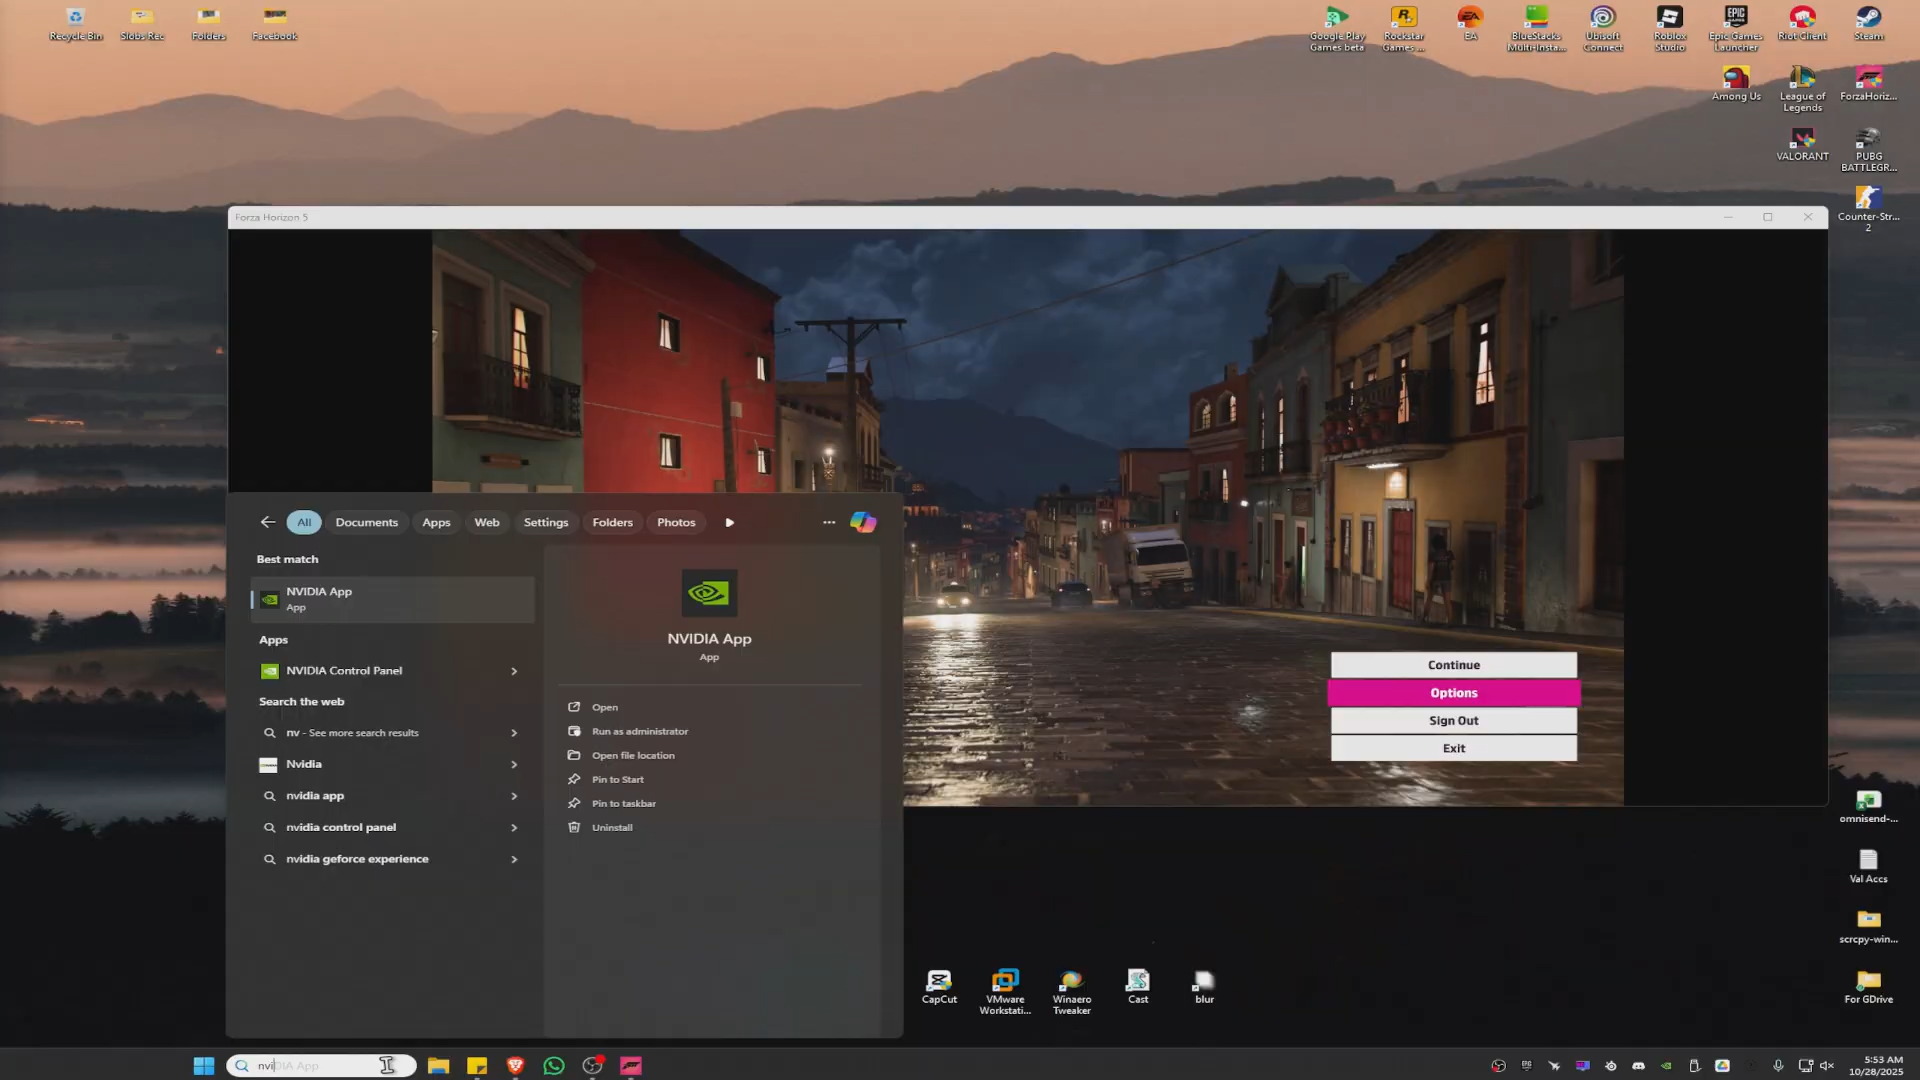 Recycle Bin
Slobs Rec
Folders
Facebook
Google Play
Games beta
Rockstar
Games ...
EA
BlueStacks
Multi-Insta...
Ubisoft
Connect
Roblox
Studio
Epic Games
Launcher
Riot Client
Steam
Among Us
League of
Legends
ForzaHoriz...
VALORANT
PUBG
BATTLEGR...
Counter-Str...
2
Forza Horizon 5
All
Documents
Apps
Web
Settings
Folders
Photos
Best match
NVIDIA App
App
Apps
NVIDIA Control Panel
Search the web
nv - See more search results
Nvidia
nvidia app
nvidia control panel
nvidia geforce experience
NVIDIA App
App
Open
Run as administrator
Open file location
Pin to Start
Pin to taskbar
Uninstall
Continue
Options
Sign Out
Exit
omnisend-...
Val Accs
scrcpy-win...
For GDrive
CapCut
VMware
Workstati...
Winaero
Tweaker
Cast
blur
nviDIA App
5:53 AM
10/28/2025